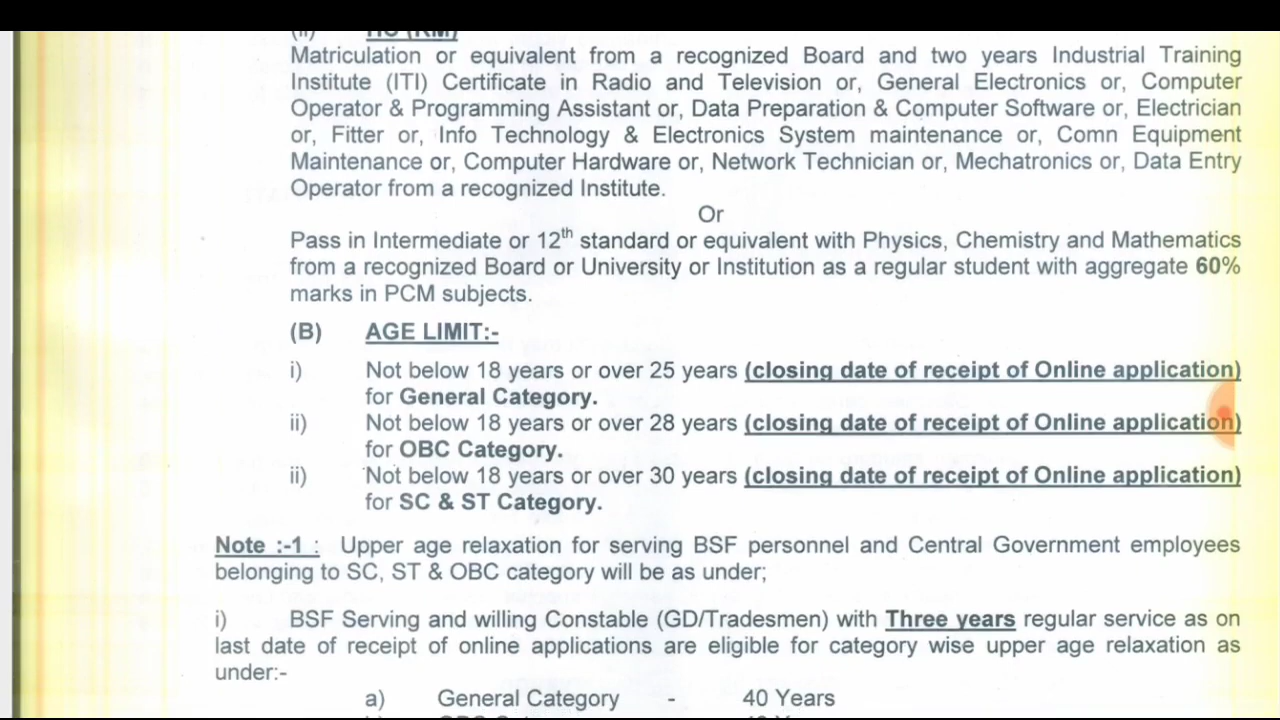 (ii) HC (RM)
Matriculation or equivalent from a recognized Board and two years Industrial Training
Institute (ITI) Certificate in Radio and Television or, General Electronics or, Computer
Operator & Programming Assistant or, Data Preparation & Computer Software or, Electrician
or, Fitter or, Info Technology & Electronics System maintenance or, Comn Equipment
Maintenance or, Computer Hardware or, Network Technician or, Mechatronics or, Data Entry
Operator from a recognized Institute.
Or
Pass in Intermediate or 12th standard or equivalent with Physics, Chemistry and Mathematics
from a recognized Board or University or Institution as a regular student with aggregate 60%
marks in PCM subjects.
(B) AGE LIMIT:-
i) Not below 18 years or over 25 years (closing date of receipt of Online application)
for General Category.
ii) Not below 18 years or over 28 years (closing date of receipt of Online application)
for OBC Category.
ii) Not below 18 years or over 30 years (closing date of receipt of Online application)
for SC & ST Category.
Note :-1 : Upper age relaxation for serving BSF personnel and Central Government employees
belonging to SC, ST & OBC category will be as under;
i) BSF Serving and willing Constable (GD/Tradesmen) with Three years regular service as on
last date of receipt of online applications are eligible for category wise upper age relaxation as
under:-
a) General Category - 40 Years